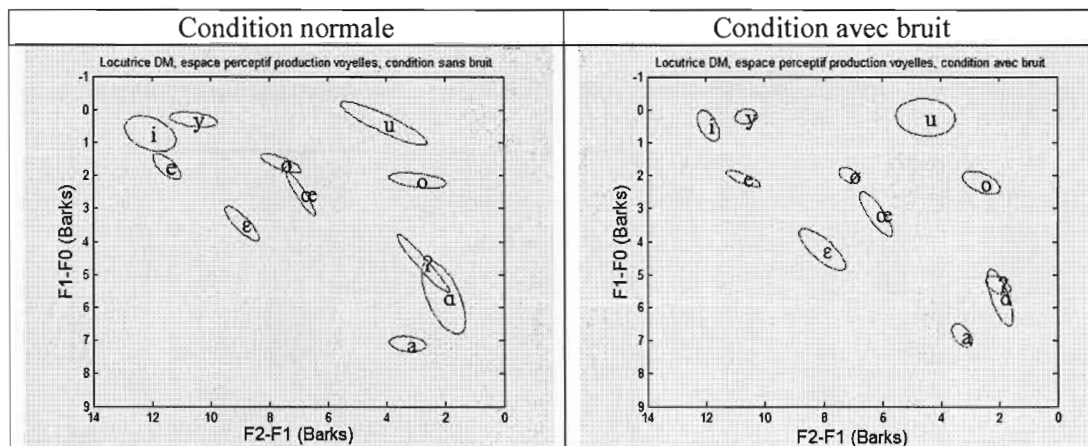 Condition normale
Condition avec bruit
Locutrice DM, espace perceptif production voyelles, condition sans bruit
Locutrice DM, espace perceptif production voyelles, condition avec bruit
-1
0
1
2
3
4
5
6
7
8
9
14
12
10
8
6
4
2
0
F1-F0 (Barks)
F2-F1 (Barks)
i
y
u
e
ø
o
œ
ε
ɑ
a
-1
0
1
2
3
4
5
6
7
8
9
14
12
10
8
6
4
2
0
F1-F0 (Barks)
F2-F1 (Barks)
i
y
u
e
ø
o
œ
ε
ɑ
a